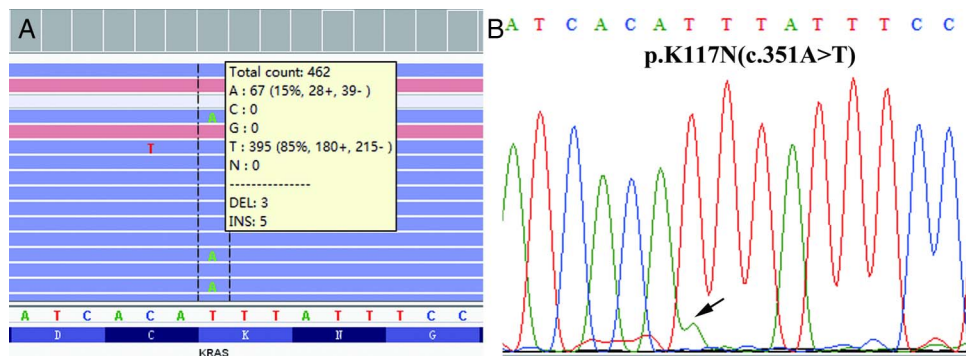 A
Total count: 462
A : 67 (15%, 28+, 39- )
C : 0
G : 0
T : 395 (85%, 180+, 215- )
N : 0
---------------
DEL: 3
INS: 5
A
T
A
A
A T C A C A T T T A T T T C C
D C K N G
KRAS
B
A T C A C A T T T A T T T C C
p.K117N(c.351A>T)